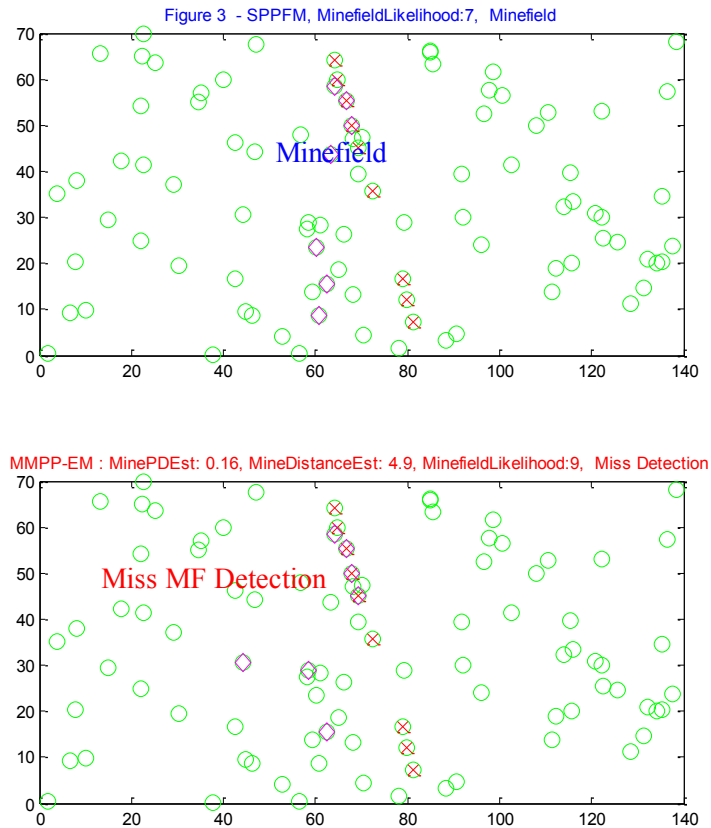 Figure 3 - SPPFM, MinefieldLikelihood:7, Minefield
70
60
50
40
30
20
10
0
Minefield
0 20 40 60 80 100 120 140
MMPP-EM : MinePDEst: 0.16, MineDistanceEst: 4.9, MinefieldLikelihood:9, Miss Detection
70
60
50
40
30
20
10
0
Miss MF Detection
0 20 40 60 80 100 120 140